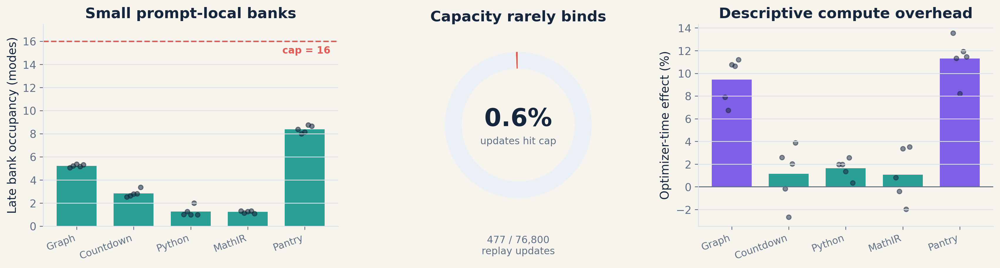 Small prompt-local banks
Late bank occupancy (modes)
16
14
12
10
8
6
4
2
0
cap = 16
Graph
Countdown
Python
MathIR
Pantry
Capacity rarely binds
0.6%
updates hit cap
477 / 76,800
replay updates
Descriptive compute overhead
Optimizer-time effect (%)
14
12
10
8
6
4
2
0
−2
Graph
Countdown
Python
MathIR
Pantry